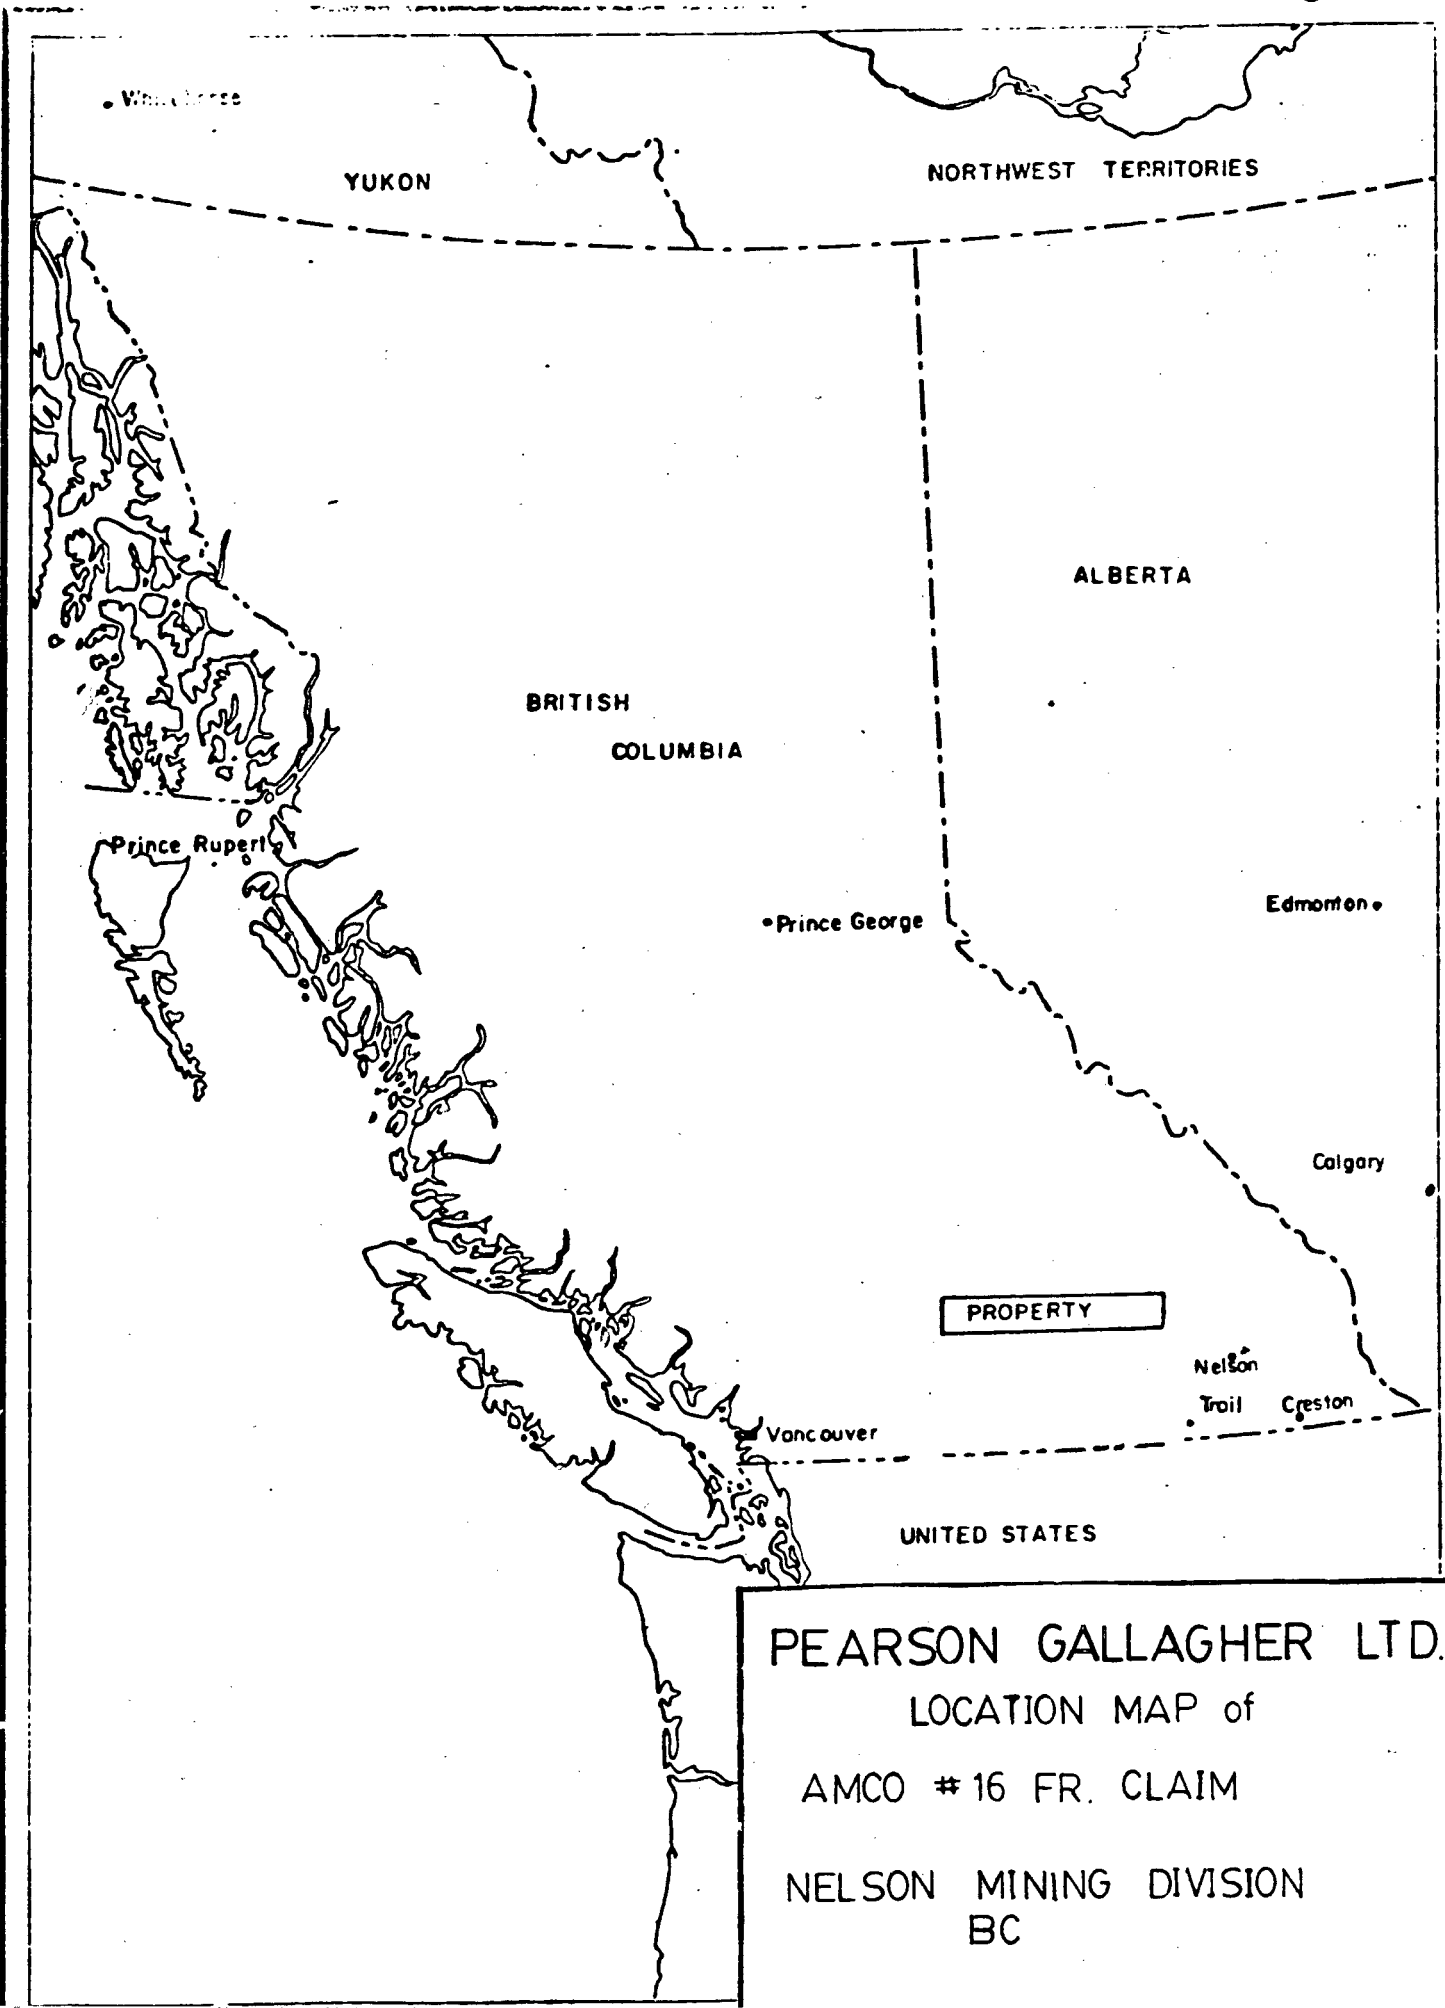 YUKON
NORTHWEST TERRITORIES
ALBERTA
BRITISH
COLUMBIA
Prince Rupert
Prince George
Edmonton
Calgary
PROPERTY
Nelson
Trail
Creston
Vancouver
UNITED STATES
PEARSON GALLAGHER LTD.
LOCATION MAP of
AMCO #16 FR. CLAIM
NELSON MINING DIVISION
BC